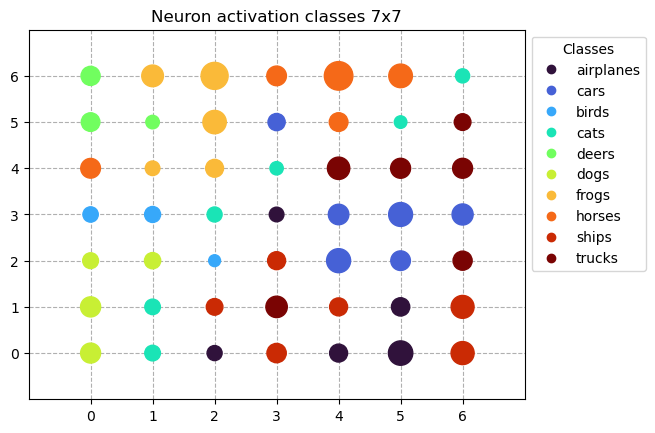 Neuron activation classes 7x7
6
5
4
3
2
1
0
0 1 2 3 4 5 6
Classes
airplanes
cars
birds
cats
deers
dogs
frogs
horses
ships
trucks